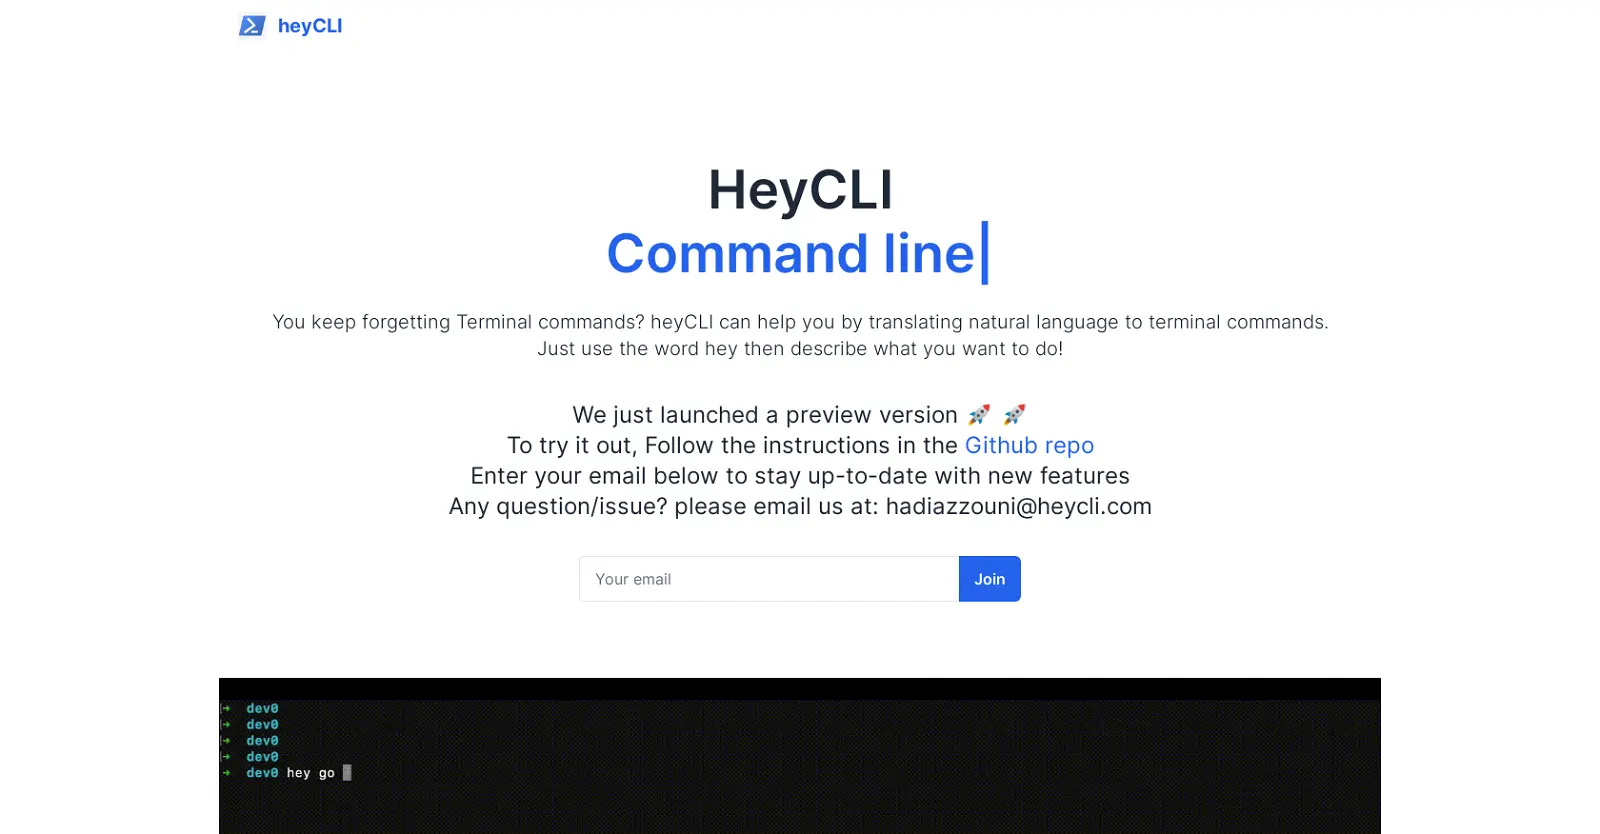 heyCLI
HeyCLI
Command line
You keep forgetting Terminal commands? heyCLI can help you by translating natural language to terminal commands.
Just use the word hey then describe what you want to do!
We just launched a preview version 🚀 🚀
To try it out, Follow the instructions in the Github repo
Enter your email below to stay up-to-date with new features
Any question/issue? please email us at: hadiazzouni@heycli.com
Your email
Join
→ dev0
→ dev0
→ dev0
→ dev0
→ dev0 hey go